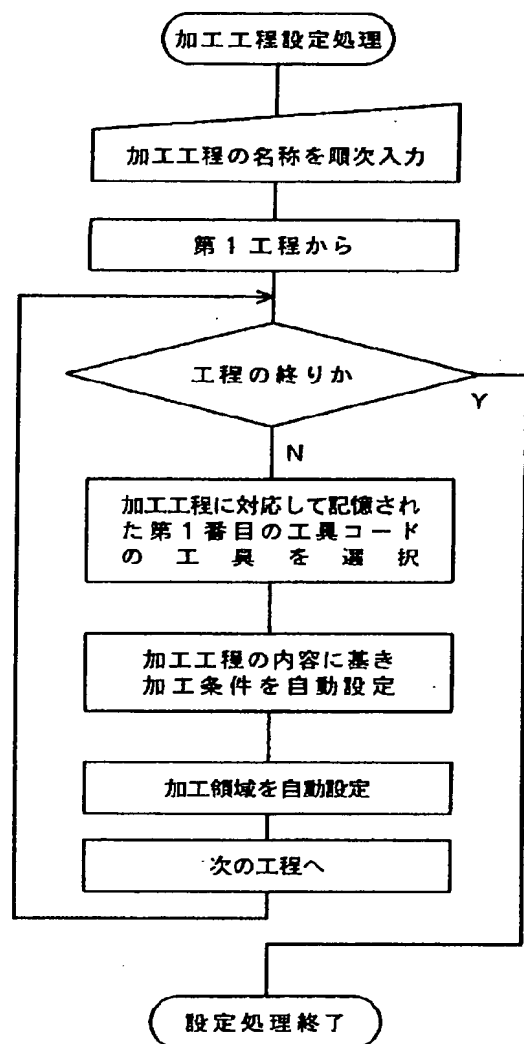 加工工程設定処理
加工工程の名称を順次入力
第1工程から
工程の終りか
Y
N
加工工程に対応して記憶され
た第1番目の工具コード
の工具を選択
加工工程の内容に基き
加工条件を自動設定
加工領域を自動設定
次の工程へ
設定処理終了